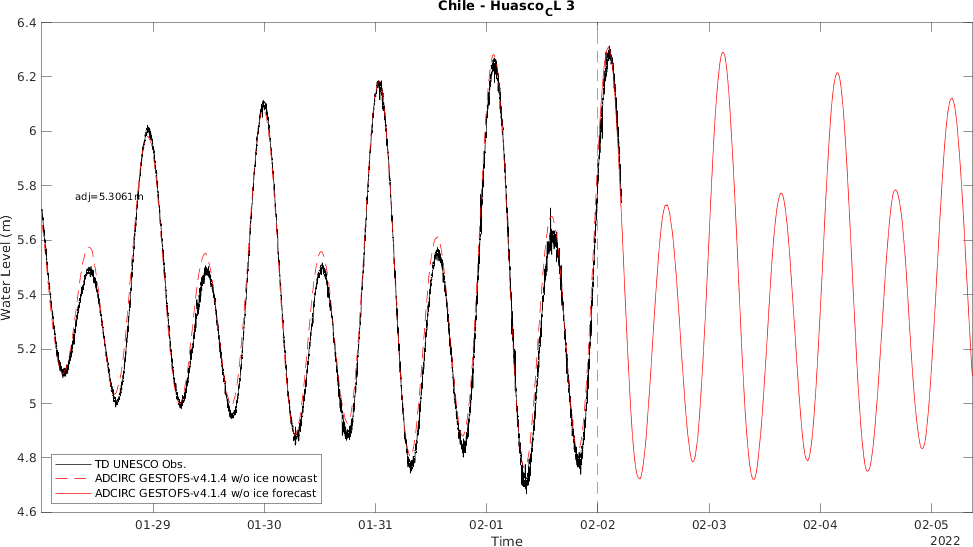 Chile - Huasco_CL 3
6.4
6.2
6
5.8
adj=5.3061m
5.6
Water Level (m)
5.4
5.2
5
4.8
TD UNESCO Obs.
ADCIRC GESTOFS-v4.1.4 w/o ice nowcast
ADCIRC GESTOFS-v4.1.4 w/o ice forecast
4.6
01-29 01-30 01-31 02-01 02-02 02-03 02-04 02-05
Time 2022